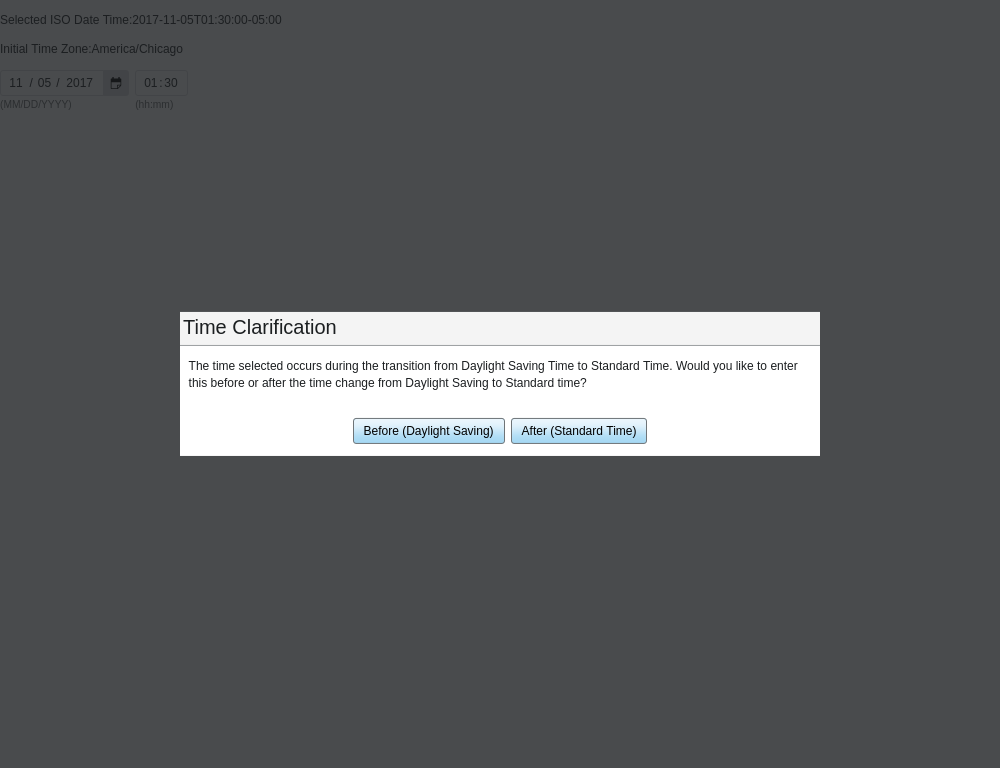 Selected ISO Date Time:2017-11-05T01:30:00-05:00
Initial Time Zone:America/Chicago
11 / 05 / 2017 01:30
(MM/DD/YYYY) (hh:mm)
Time Clarification
The time selected occurs during the transition from Daylight Saving Time to Standard Time. Would you like to enter
this before or after the time change from Daylight Saving to Standard time?
Before (Daylight Saving) After (Standard Time)